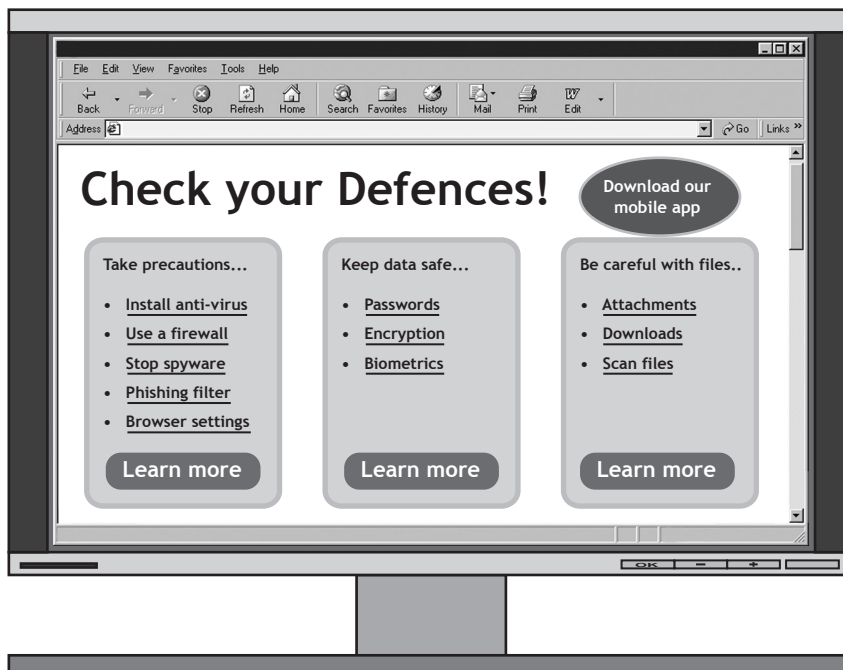 File Edit View Favorites Tools Help
Back Forward Stop Refresh Home Search Favorites History Mail Print Edit
Address Go Links »
Check your Defences!
Download our
mobile app
Take precautions...
• Install anti-virus
• Use a firewall
• Stop spyware
• Phishing filter
• Browser settings
Learn more
Keep data safe...
• Passwords
• Encryption
• Biometrics
Learn more
Be careful with files..
• Attachments
• Downloads
• Scan files
Learn more
OK − +